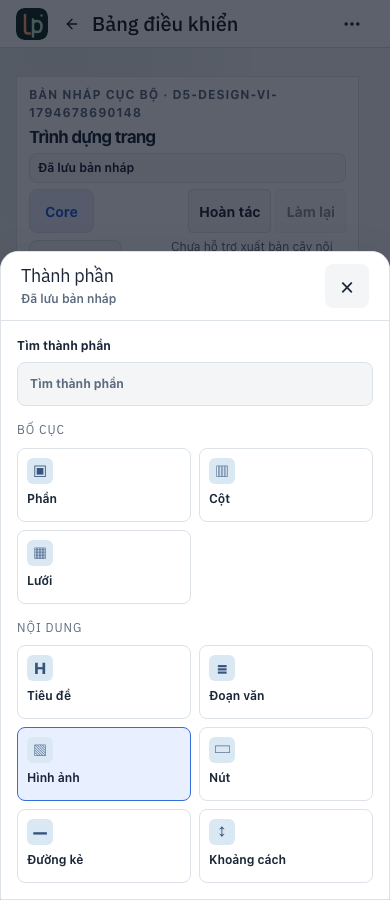 lp
Bảng điều khiển
BẢN NHÁP CỤC BỘ · D5-DESIGN-VI-
1794678690148
Trình dựng trang
Đã lưu bản nháp
Core
Hoàn tác
Làm lại
Chưa hỗ trợ xuất bản cây nội
Thành phần
Đã lưu bản nháp
Tìm thành phần
Tìm thành phần
BỐ CỤC
Phần
Cột
Lưới
NỘI DUNG
H
Tiêu đề
Đoạn văn
Hình ảnh
Nút
Đường kẻ
Khoảng cách